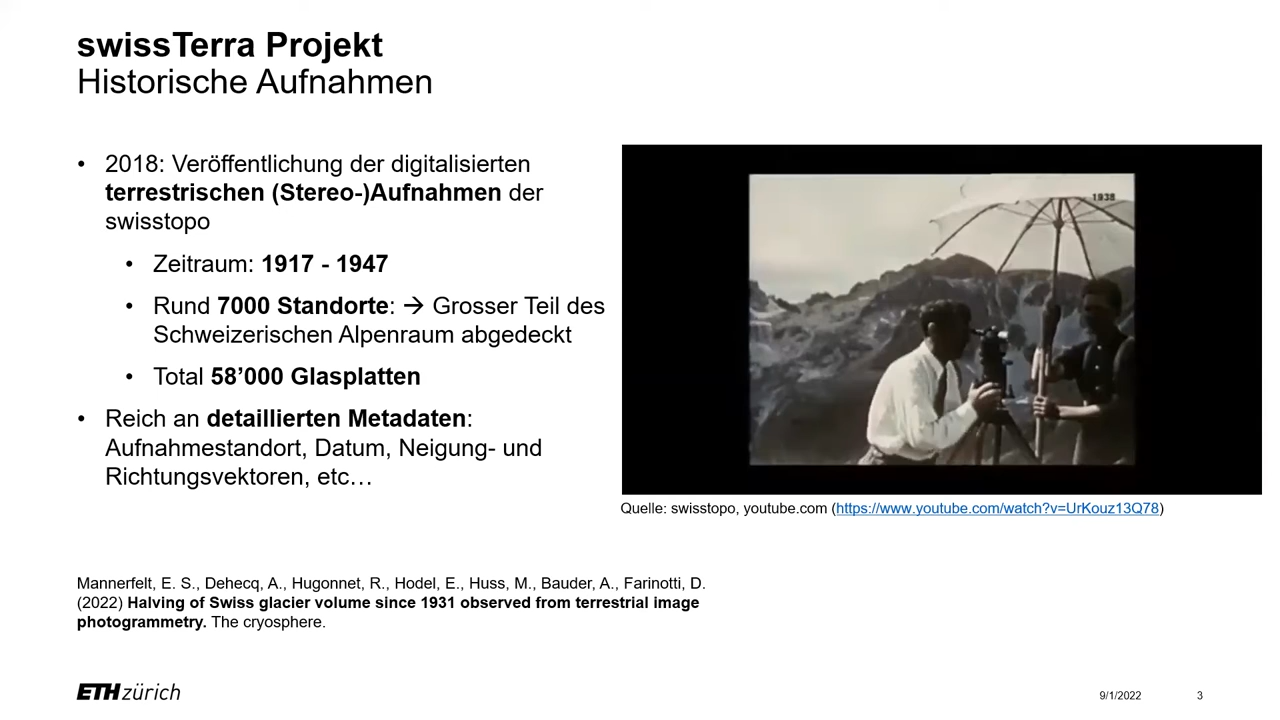 swissTerra Projekt
Historische Aufnahmen
• 2018: Veröffentlichung der digitalisierten
terrestrischen (Stereo-)Aufnahmen der
swisstopo
• Zeitraum: 1917 - 1947
• Rund 7000 Standorte: → Grosser Teil des
Schweizerischen Alpenraum abgedeckt
• Total 58’000 Glasplatten
• Reich an detaillierten Metadaten:
Aufnahmestandort, Datum, Neigung- und
Richtungsvektoren, etc…
1938
Quelle: swisstopo, youtube.com (https://www.youtube.com/watch?v=UrKouz13Q78)
Mannerfelt, E. S., Dehecq, A., Hugonnet, R., Hodel, E., Huss, M., Bauder, A., Farinotti, D.
(2022) Halving of Swiss glacier volume since 1931 observed from terrestrial image
photogrammetry. The cryosphere.
ETH zürich
9/1/2022
3